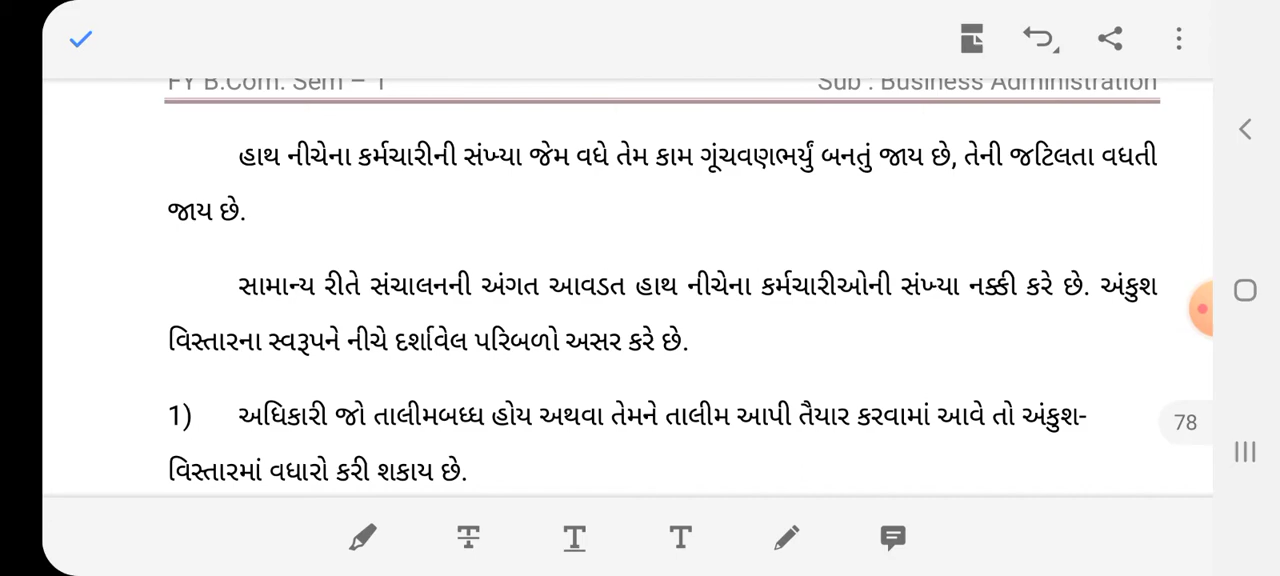 FY B.Com. Sem – 1 Sub : Business Administration
હાથ નીચેના કર્મચારીની સંખ્યા જેમ વધે તેમ કામ ગૂંચવણભર્યું બનતું જાય છે, તેની જટિલતા વધતી
જાય છે.
સામાન્ય રીતે સંચાલનની અંગત આવડત હાથ નીચેના કર્મચારીઓની સંખ્યા નક્કી કરે છે. અંકુશ
વિસ્તારના સ્વરૂપને નીચે દર્શાવેલ પરિબળો અસર કરે છે.
1) અધિકારી જો તાલીમબધ્ધ હોય અથવા તેમને તાલીમ આપી તૈયાર કરવામાં આવે તો અંકુશ-
વિસ્તારમાં વધારો કરી શકાય છે.
78